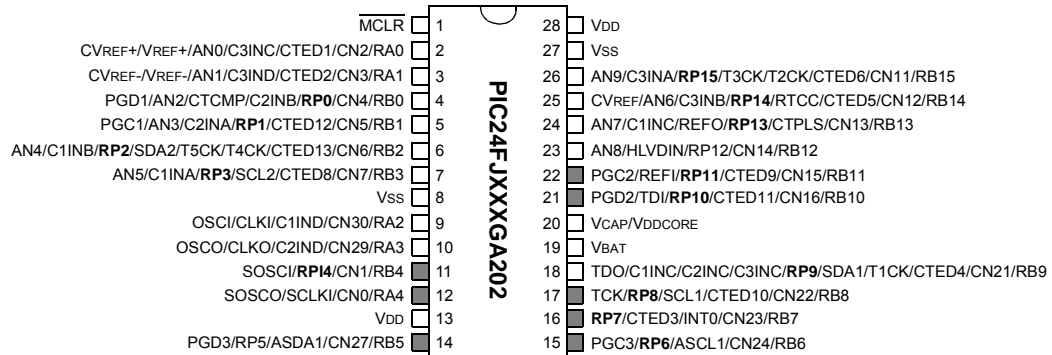 MCLR 1
CVREF+/VREF+/AN0/C3INC/CTED1/CN2/RA0 2
CVREF-/VREF-/AN1/C3IND/CTED2/CN3/RA1 3
PGD1/AN2/CTCMP/C2INB/RP0/CN4/RB0 4
PGC1/AN3/C2INA/RP1/CTED12/CN5/RB1 5
AN4/C1INB/RP2/SDA2/T5CK/T4CK/CTED13/CN6/RB2 6
AN5/C1INA/RP3/SCL2/CTED8/CN7/RB3 7
VSS 8
OSCI/CLKI/C1IND/CN30/RA2 9
OSCO/CLKO/C2IND/CN29/RA3 10
SOSCI/RPI4/CN1/RB4 11
SOSCO/SCLKI/CN0/RA4 12
VDD 13
PGD3/RP5/ASDA1/CN27/RB5 14
PIC24FJXXXGA202
28 VDD
27 VSS
26 AN9/C3INA/RP15/T3CK/T2CK/CTED6/CN11/RB15
25 CVREF/AN6/C3INB/RP14/RTCC/CTED5/CN12/RB14
24 AN7/C1INC/REFO/RP13/CTPLS/CN13/RB13
23 AN8/HLVDIN/RP12/CN14/RB12
22 PGC2/REFI/RP11/CTED9/CN15/RB11
21 PGD2/TDI/RP10/CTED11/CN16/RB10
20 VCAP/VDDCORE
19 VBAT
18 TDO/C1INC/C2INC/C3INC/RP9/SDA1/T1CK/CTED4/CN21/RB9
17 TCK/RP8/SCL1/CTED10/CN22/RB8
16 RP7/CTED3/INT0/CN23/RB7
15 PGC3/RP6/ASCL1/CN24/RB6